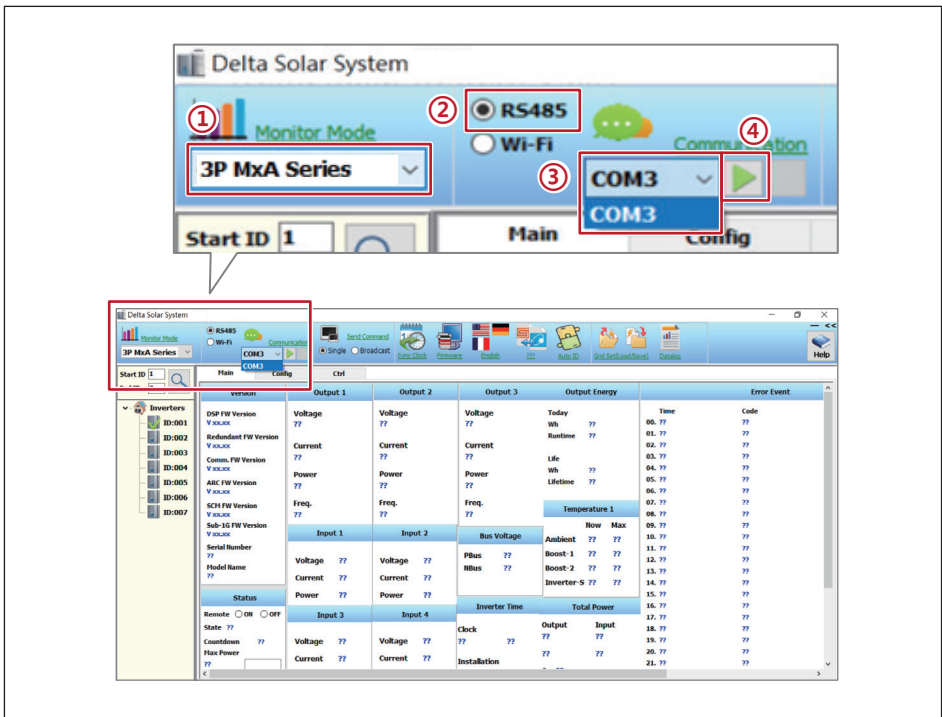 Delta Solar System
① Monitor Mode
3P MxA Series
② RS485
Wi-Fi
Communication
③ COM3
④
COM3
Start ID 1
Main Config
Delta Solar System
Monitor Mode
3P MxA Series
RS485
Wi-Fi
COM3
COM3
Communication
Send Command
Single Broadcast
Sync Clock
Firmware
English
???
Auto ID
Grid Set(Load/Save)
Datalog
<<
Help
Start ID 1
Main Config Ctrl
Inverters
ID:001
ID:002
ID:003
ID:004
ID:005
ID:006
ID:007
Version
DSP FW Version
V xx.xx
Redundant FW Version
V xx.xx
Comm. FW Version
V xx.xx
ARC FW Version
V xx.xx
SCM FW Version
V xx.xx
Sub-1G FW Version
V xx.xx
Serial Number
??
Model Name
??
Status
Remote ON OFF
State ??
Countdown ??
Max Power
??
Output 1
Voltage
??
Current
??
Power
??
Freq.
??
Output 2
Voltage
??
Current
??
Power
??
Freq.
??
Output 3
Voltage
??
Current
??
Power
??
Freq.
??
Input 1
Voltage ??
Current ??
Power ??
Input 2
Voltage ??
Current ??
Power ??
Input 3
Voltage ??
Current ??
Input 4
Voltage ??
Current ??
Bus Voltage
PBus ??
NBus ??
Inverter Time
Clock
?? ??
Installation
Output Energy
Today
Wh ??
Runtime ??
Life
Wh ??
Lifetime ??
Temperature 1
Now Max
Ambient ?? ??
Boost-1 ?? ??
Boost-2 ?? ??
Inverter-S ?? ??
Total Power
Output Input
?? ??
?? ??
Error Event
Time Code
00. ?? ??
01. ?? ??
02. ?? ??
03. ?? ??
04. ?? ??
05. ?? ??
06. ?? ??
07. ?? ??
08. ?? ??
09. ?? ??
10. ?? ??
11. ?? ??
12. ?? ??
13. ?? ??
14. ?? ??
15. ?? ??
16. ?? ??
17. ?? ??
18. ?? ??
19. ?? ??
20. ?? ??
21. ?? ??